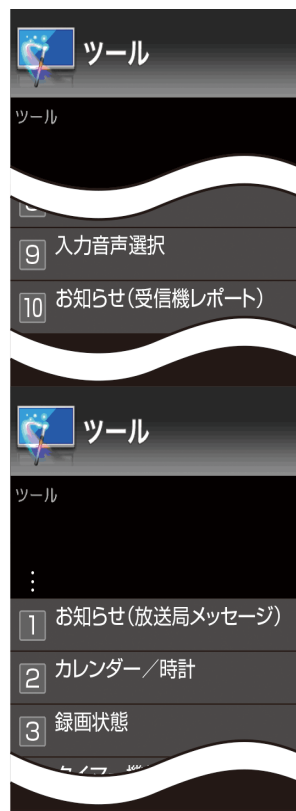 ツール
ツール
9 入力音声選択
10 お知らせ（受信機レポート）
ツール
ツール
⋮
1 お知らせ（放送局メッセージ）
2 カレンダー／時計
3 録画状態